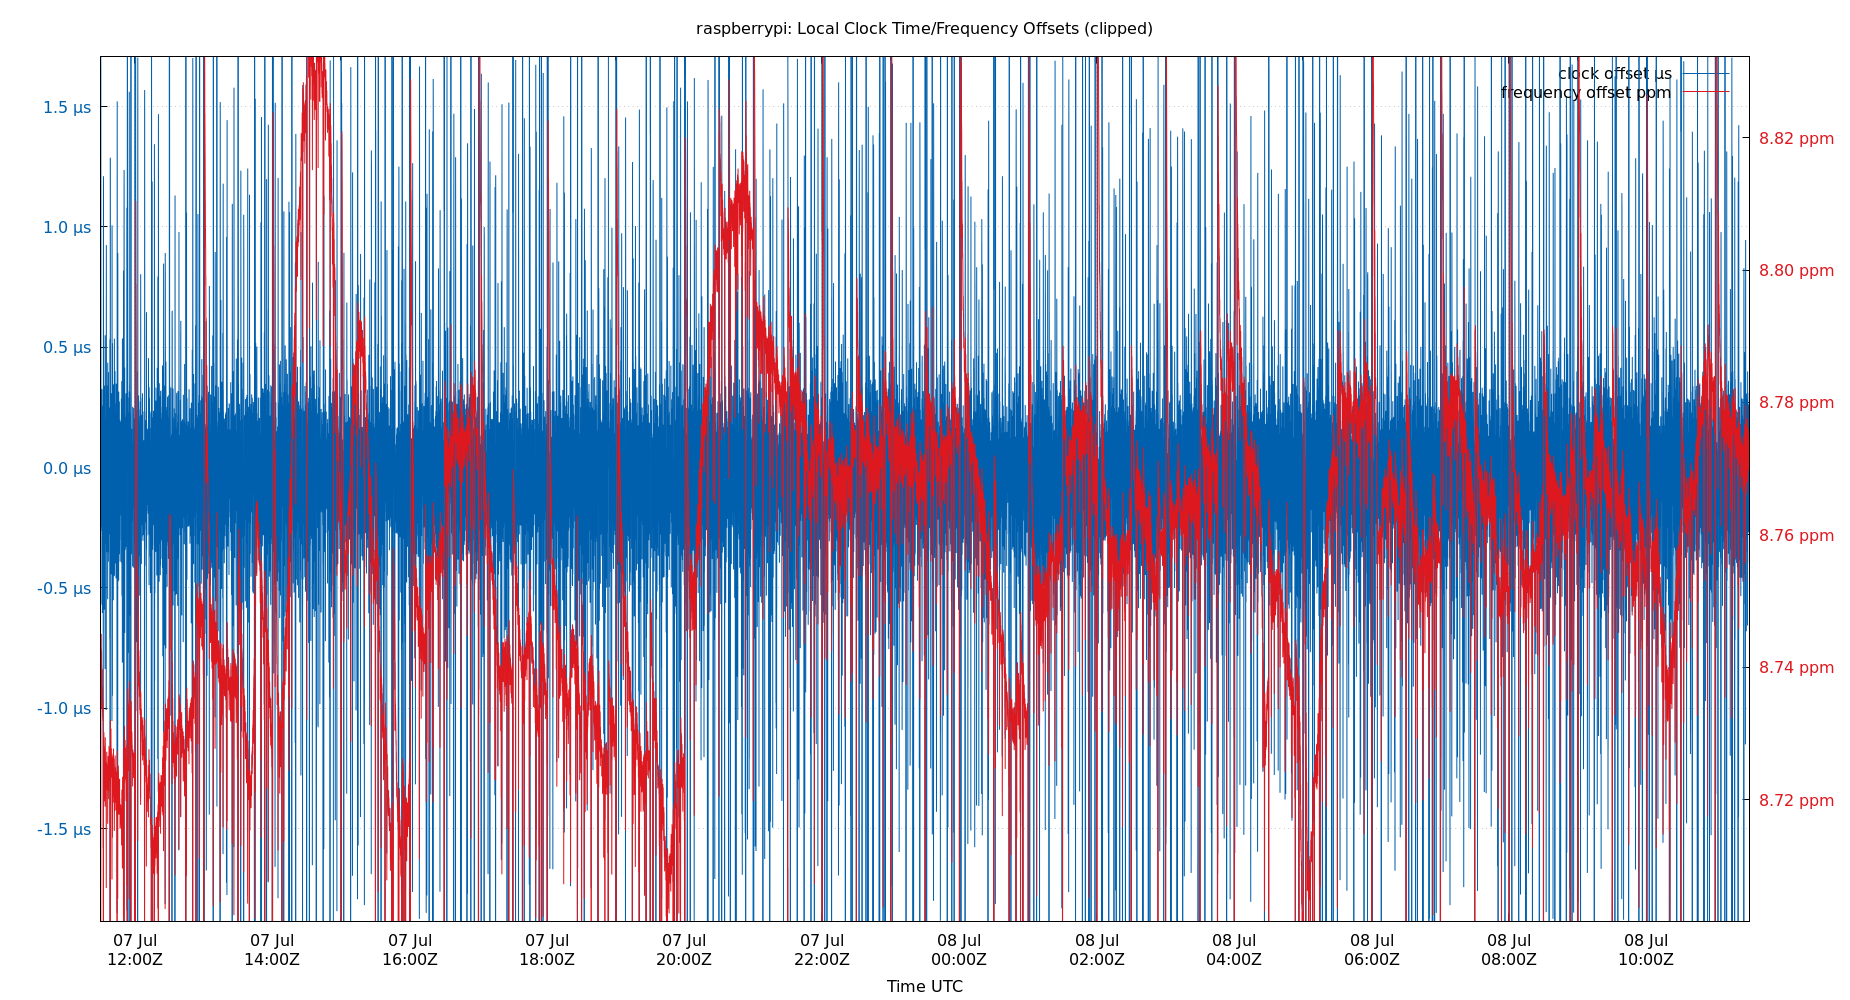 raspberrypi: Local Clock Time/Frequency Offsets (clipped)
clock offset µs
frequency offset ppm
1.5 µs
1.0 µs
0.5 µs
0.0 µs
-0.5 µs
-1.0 µs
-1.5 µs
8.82 ppm
8.80 ppm
8.78 ppm
8.76 ppm
8.74 ppm
8.72 ppm
07 Jul
12:00Z
07 Jul
14:00Z
07 Jul
16:00Z
07 Jul
18:00Z
07 Jul
20:00Z
07 Jul
22:00Z
08 Jul
00:00Z
08 Jul
02:00Z
08 Jul
04:00Z
08 Jul
06:00Z
08 Jul
08:00Z
08 Jul
10:00Z
Time UTC